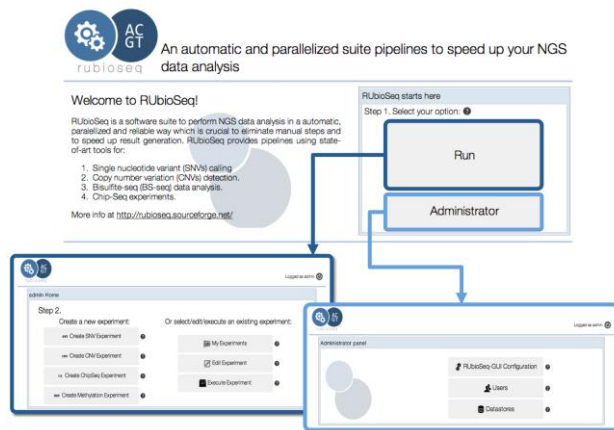 AC
GT
rubioseq
An automatic and parallelized suite pipelines to speed up your NGS
data analysis
Welcome to RUbioSeq!
RUbioSeq is a software suite to perform NGS data analysis in a automatic,
paralelized and reliable way which is crucial to eliminate manual steps and
to speed up result generation. RUbioSeq provides pipelines using state-
of-art tools for:
1. Single nucleotide variant (SNVs) calling
2. Copy number variation (CNVs) detection.
3. Bisulfite-seq (BS-seq) data analysis.
4. Chip-Seq experiments.
More info at http://rubioseq.sourceforge.net/
RUbioSeq starts here
Step 1. Select your option:
Run
Administrator
Logged as admin
admin Home
Step 2.
Create a new experiment:
Create SNV Experiment
Create CNV Experiment
Create ChipSeq Experiment
Create Methylation Experiment
Or select/edit/execute an existing experiment:
My Experiments
Edit Experiment
Execute Experiment
Logged as admin
Administrator panel
RUbioSeq-GUI Configuration
Users
Datastores